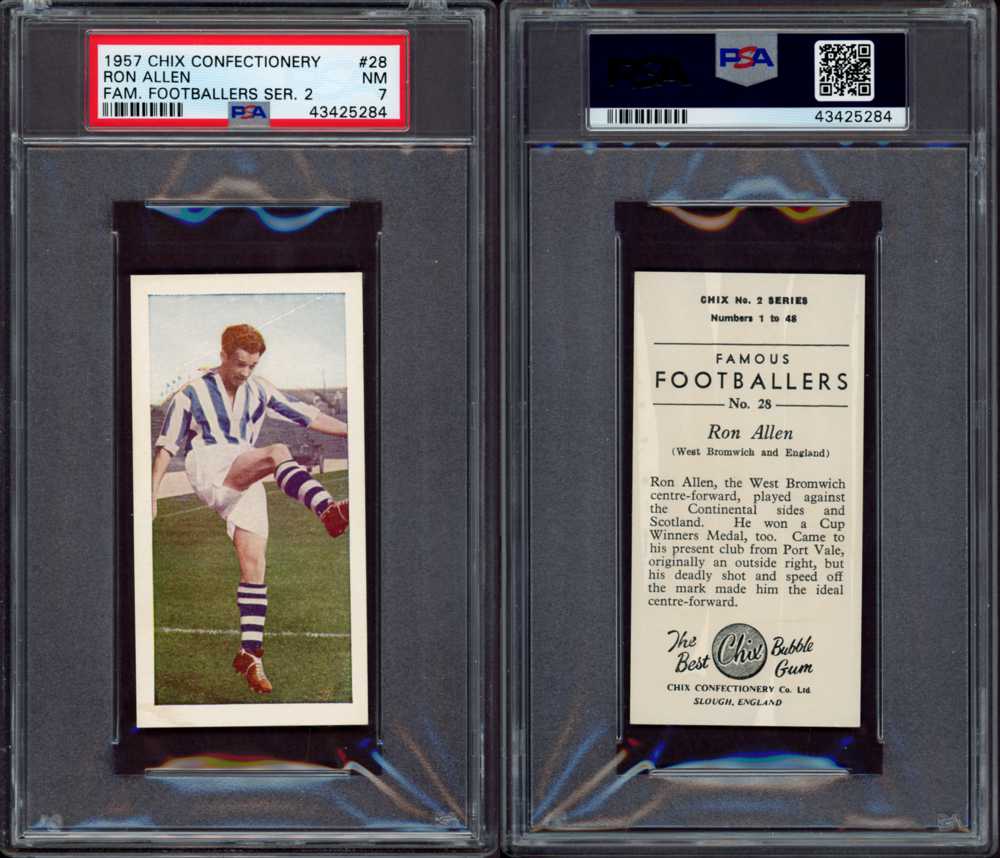 1957 CHIX CONFECTIONERY #28
RON ALLEN NM
FAM. FOOTBALLERS SER. 2 7
PSA 43425284
PSA
PSA
43425284
CHIX No. 2 SERIES
Numbers 1 to 48
FAMOUS
FOOTBALLERS
No. 28
Ron Allen
(West Bromwich and England)
Ron Allen, the West Bromwich
centre-forward, played against
the Continental sides and
Scotland. He won a Cup
Winners Medal, too. Came to
his present club from Port Vale,
originally an outside right, but
his deadly shot and speed off
the mark made him the ideal
centre-forward.
The Best Chix Bubble Gum
CHIX CONFECTIONERY Co. Ltd
SLOUGH, ENGLAND